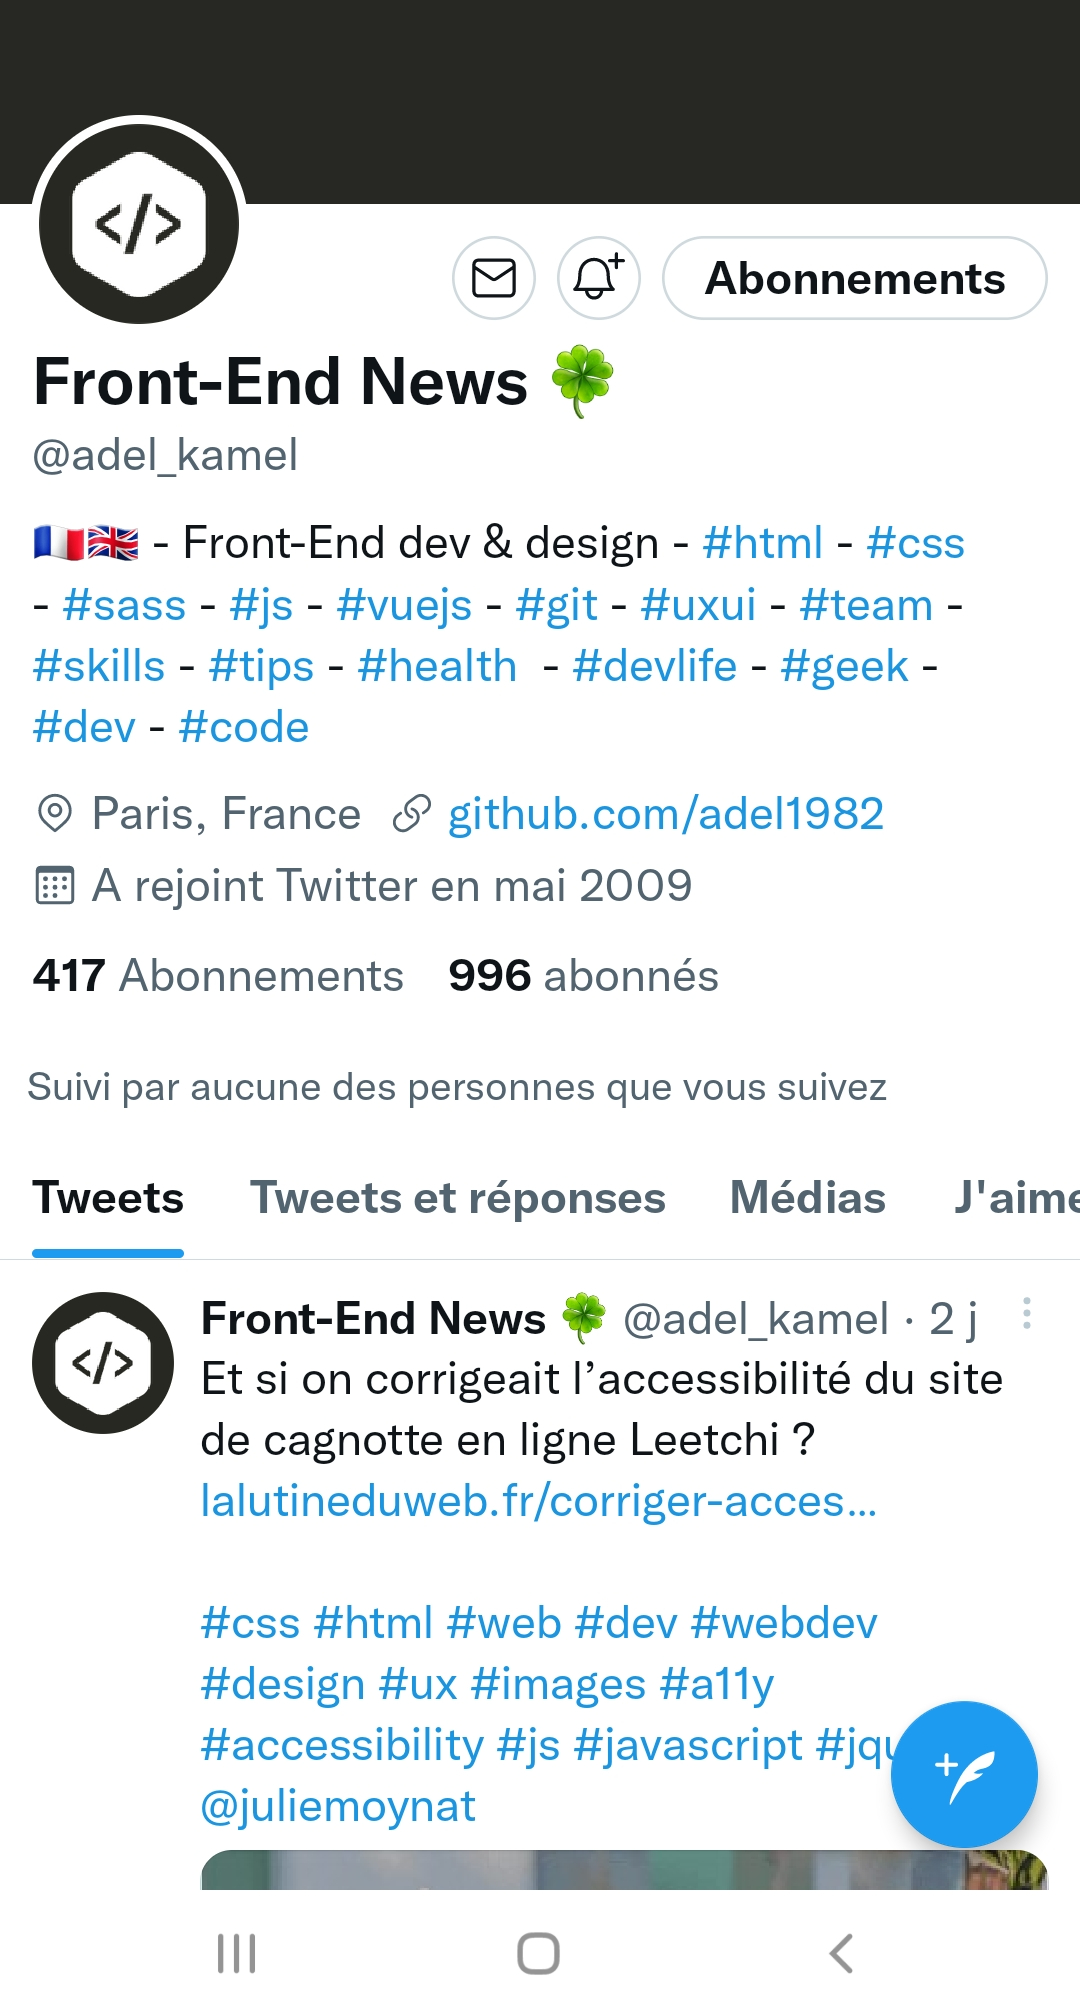 </>
Abonnements
Front-End News 🍀
@adel_kamel
🇫🇷🇬🇧 - Front-End dev & design - #html - #css
- #sass - #js - #vuejs - #git - #uxui - #team -
#skills - #tips - #health - #devlife - #geek -
#dev - #code
Paris, France github.com/adel1982
A rejoint Twitter en mai 2009
417 Abonnements 996 abonnés
Suivi par aucune des personnes que vous suivez
Tweets Tweets et réponses Médias J'aime
</>
Front-End News 🍀 @adel_kamel · 2 j
Et si on corrigeait l’accessibilité du site
de cagnotte en ligne Leetchi ?
lalutineduweb.fr/corriger-acces…
#css #html #web #dev #webdev
#design #ux #images #a11y
#accessibility #js #javascript
@juliemoynat